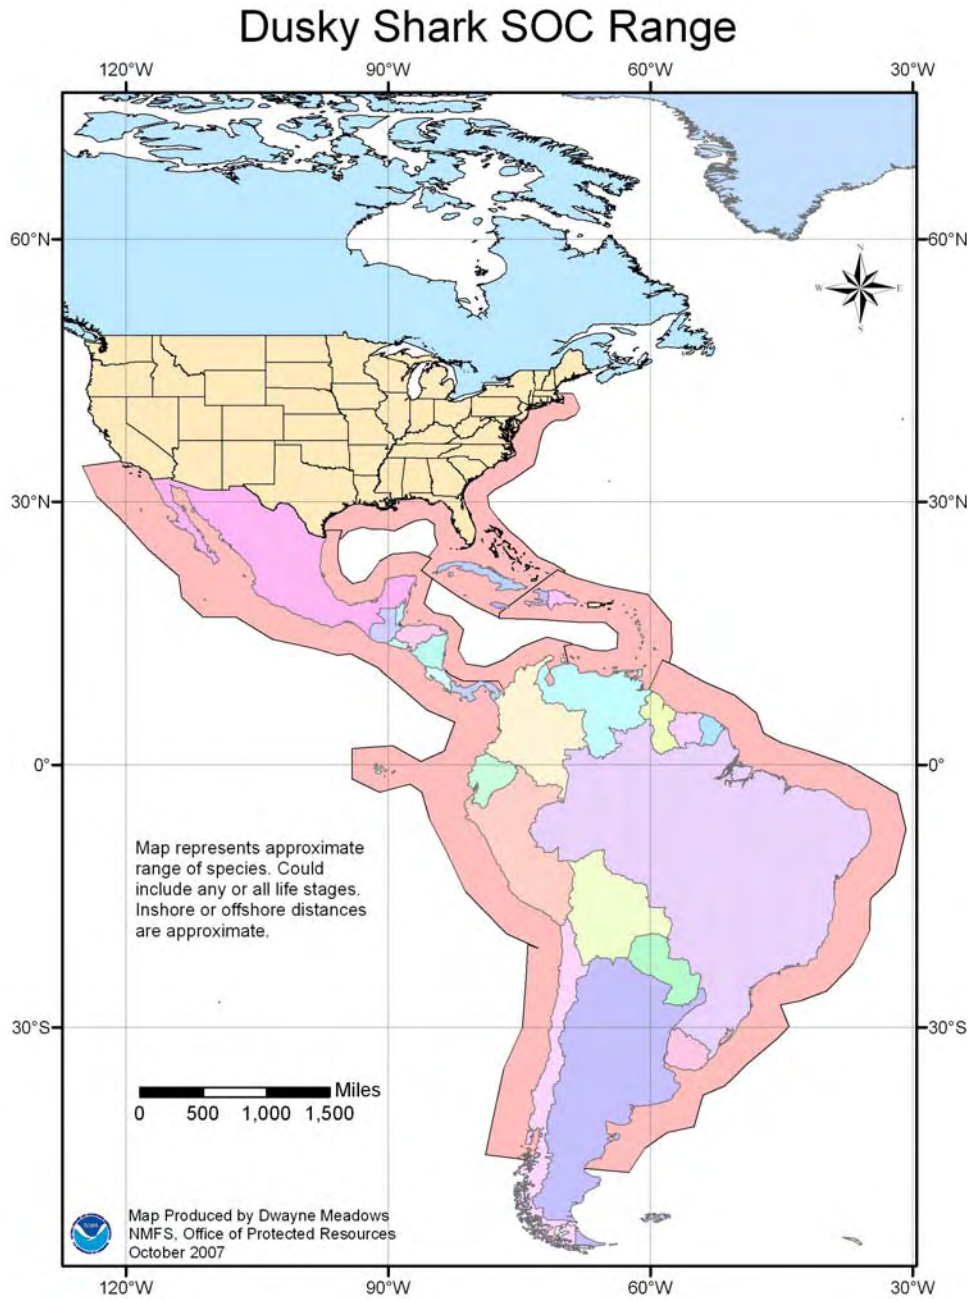 Dusky Shark SOC Range
120°W 90°W 60°W 30°W
60°N 60°N
N
W E
S
30°N 30°N
0° 0°
Map represents approximate
range of species. Could
include any or all life stages.
Inshore or offshore distances
are approximate.
30°S 30°S
Miles
0 500 1,000 1,500
Map Produced by Dwayne Meadows
NMFS, Office of Protected Resources
October 2007
120°W 90°W 60°W 30°W